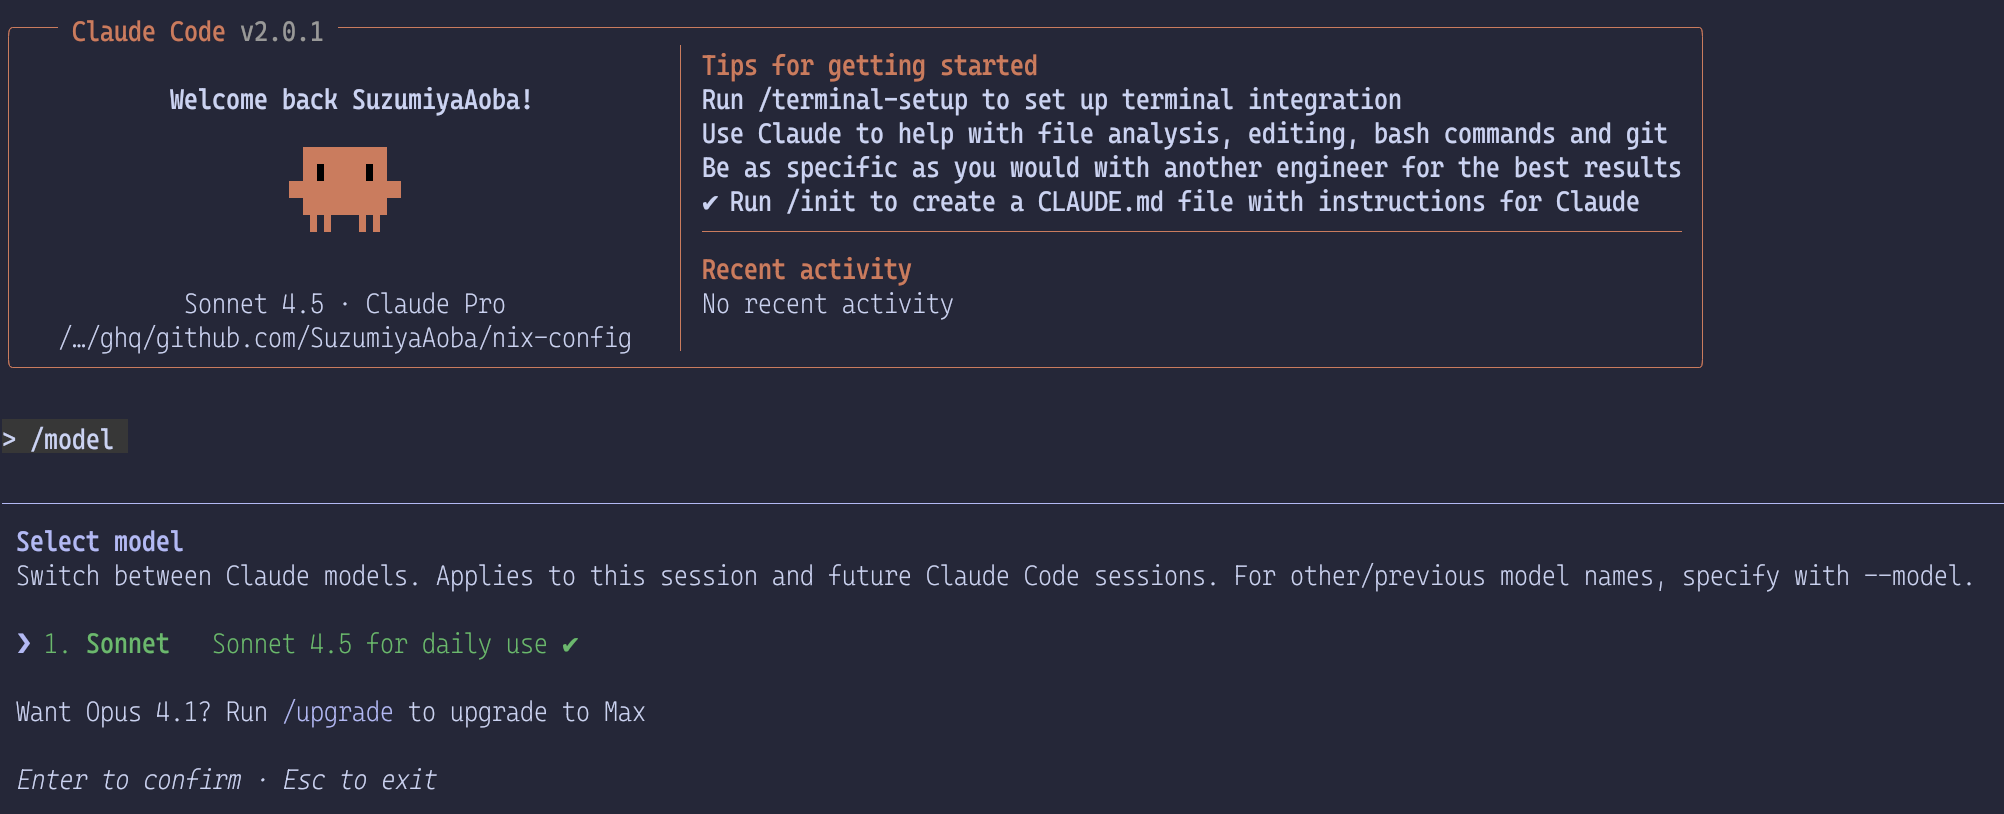 Claude Code v2.0.1
Welcome back SuzumiyaAoba!
Sonnet 4.5 · Claude Pro
/…/ghq/github.com/SuzumiyaAoba/nix-config
Tips for getting started
Run /terminal-setup to set up terminal integration
Use Claude to help with file analysis, editing, bash commands and git
Be as specific as you would with another engineer for the best results
✔ Run /init to create a CLAUDE.md file with instructions for Claude
Recent activity
No recent activity
> /model
Select model
Switch between Claude models. Applies to this session and future Claude Code sessions. For other/previous model names, specify with --model.
❯ 1. Sonnet   Sonnet 4.5 for daily use ✔
Want Opus 4.1? Run /upgrade to upgrade to Max
Enter to confirm · Esc to exit